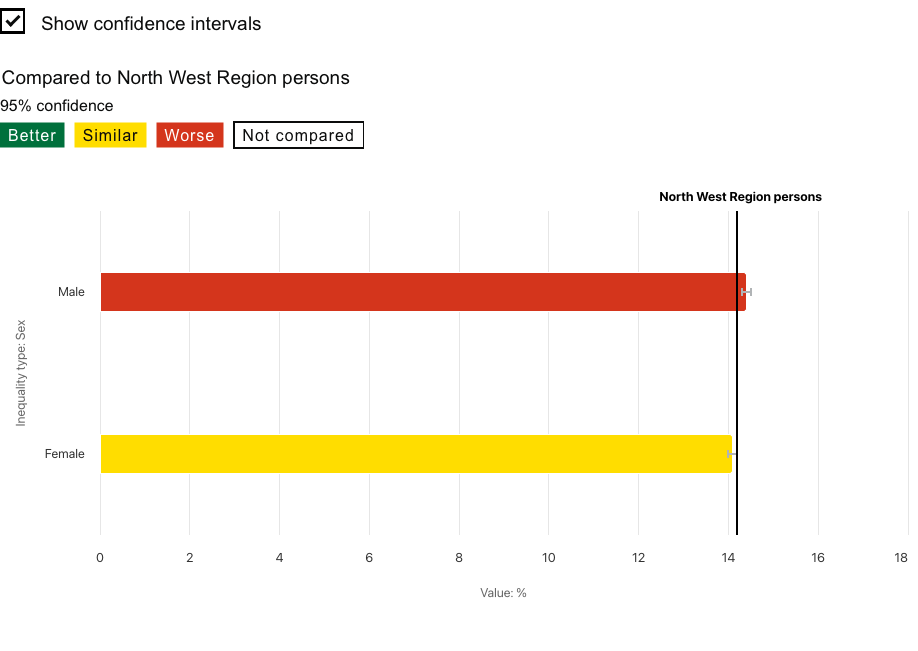 Show confidence intervals
Compared to North West Region persons
95% confidence
Better Similar Worse Not compared
North West Region persons
Male
Inequality type: Sex
Female
0 2 4 6 8 10 12 14 16 18
Value: %